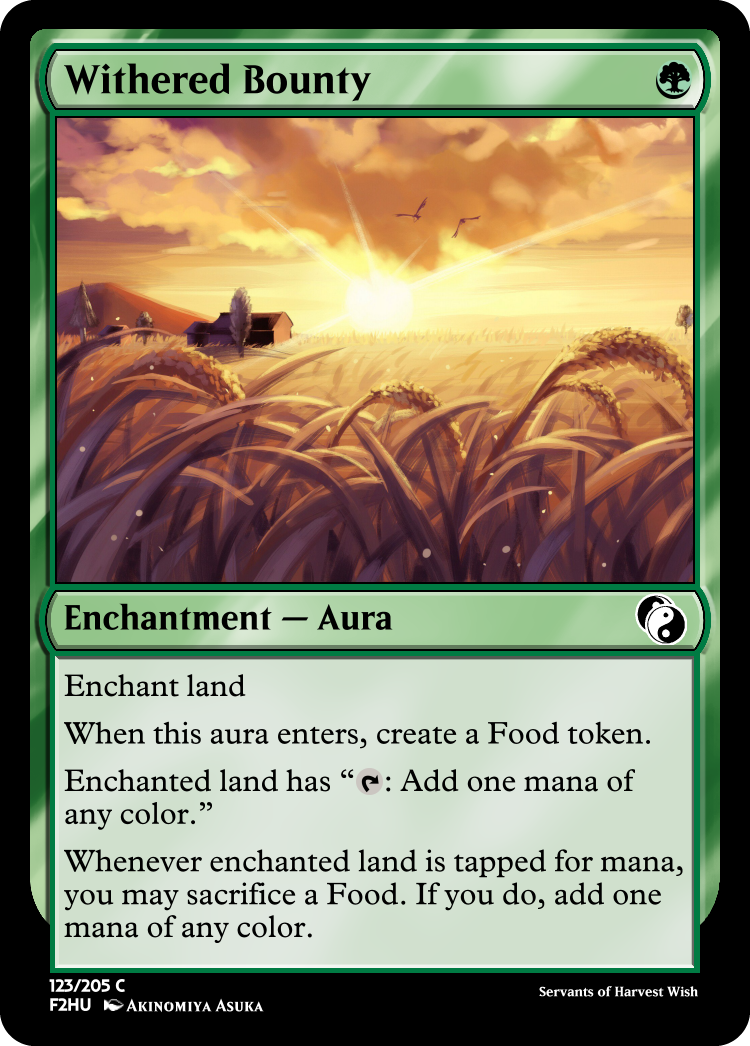 Withered Bounty
Enchantment — Aura
Enchant land
When this aura enters, create a Food token.
Enchanted land has “: Add one mana of
any color.”
Whenever enchanted land is tapped for mana,
you may sacrifice a Food. If you do, add one
mana of any color.
123/205 C
F2HU Akinomiya Asuka
Servants of Harvest Wish